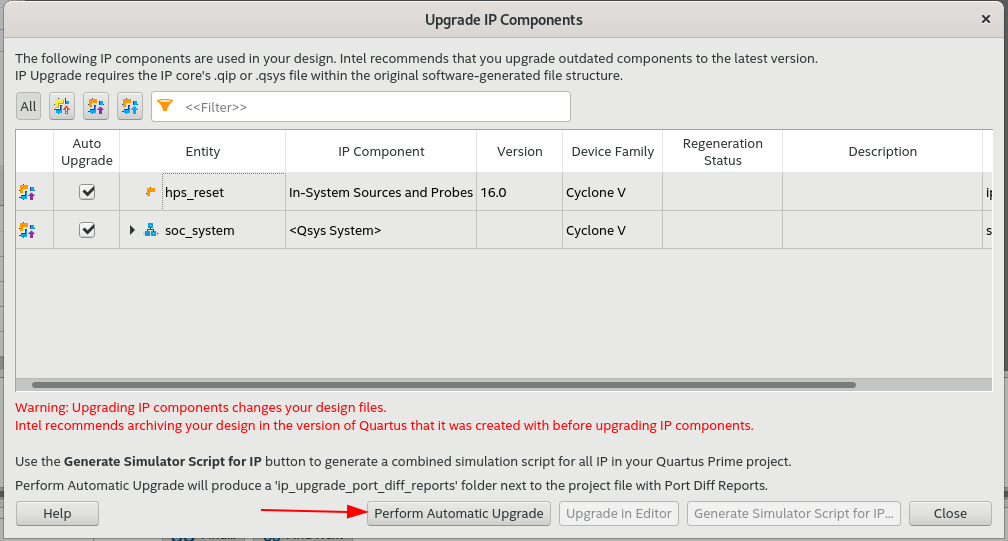 Upgrade IP Components
×
The following IP components are used in your design. Intel recommends that you upgrade outdated components to the latest version.
IP Upgrade requires the IP core's .qip or .qsys file within the original software-generated file structure.
All
<<Filter>>
Auto Upgrade Entity IP Component Version Device Family Regeneration Status Description
hps_reset In-System Sources and Probes 16.0 Cyclone V
soc_system <Qsys System> Cyclone V
Warning: Upgrading IP components changes your design files.
Intel recommends archiving your design in the version of Quartus that it was created with before upgrading IP components.
Use the Generate Simulator Script for IP button to generate a combined simulation script for all IP in your Quartus Prime project.
Perform Automatic Upgrade will produce a 'ip_upgrade_port_diff_reports' folder next to the project file with Port Diff Reports.
Help Perform Automatic Upgrade Upgrade in Editor Generate Simulator Script for IP... Close